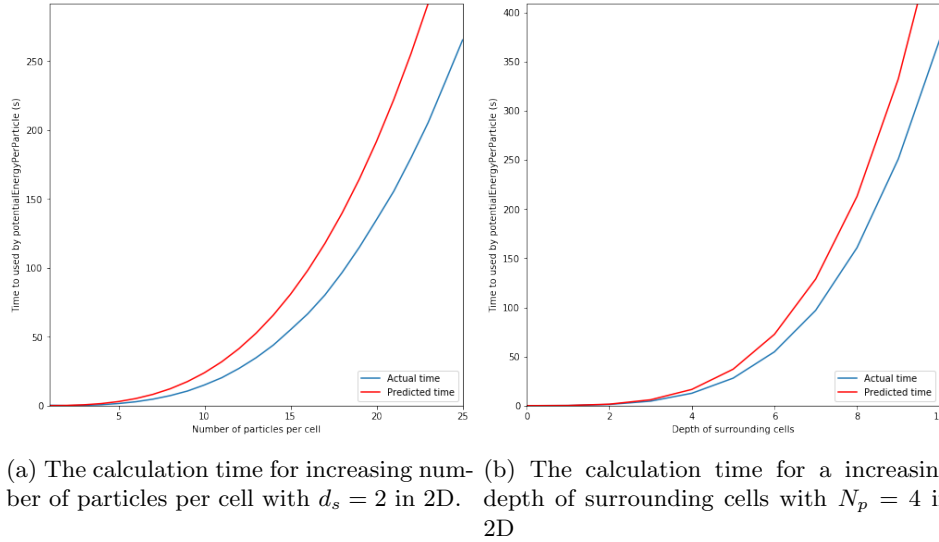 250
200
150
100
50
0
Time to used by potentialEnergyPerParticle (s)
5
10
15
20
25
Number of particles per cell
Actual time
Predicted time
400
350
300
250
200
150
100
50
0
Time to used by potentialEnergyPerParticle (s)
0
2
4
6
8
Depth of surrounding cells
Actual time
Predicted time
(a) The calculation time for increasing num-
ber of particles per cell with d_s = 2 in 2D.
(b) The calculation time for a increasin
depth of surrounding cells with N_p = 4 i
2D